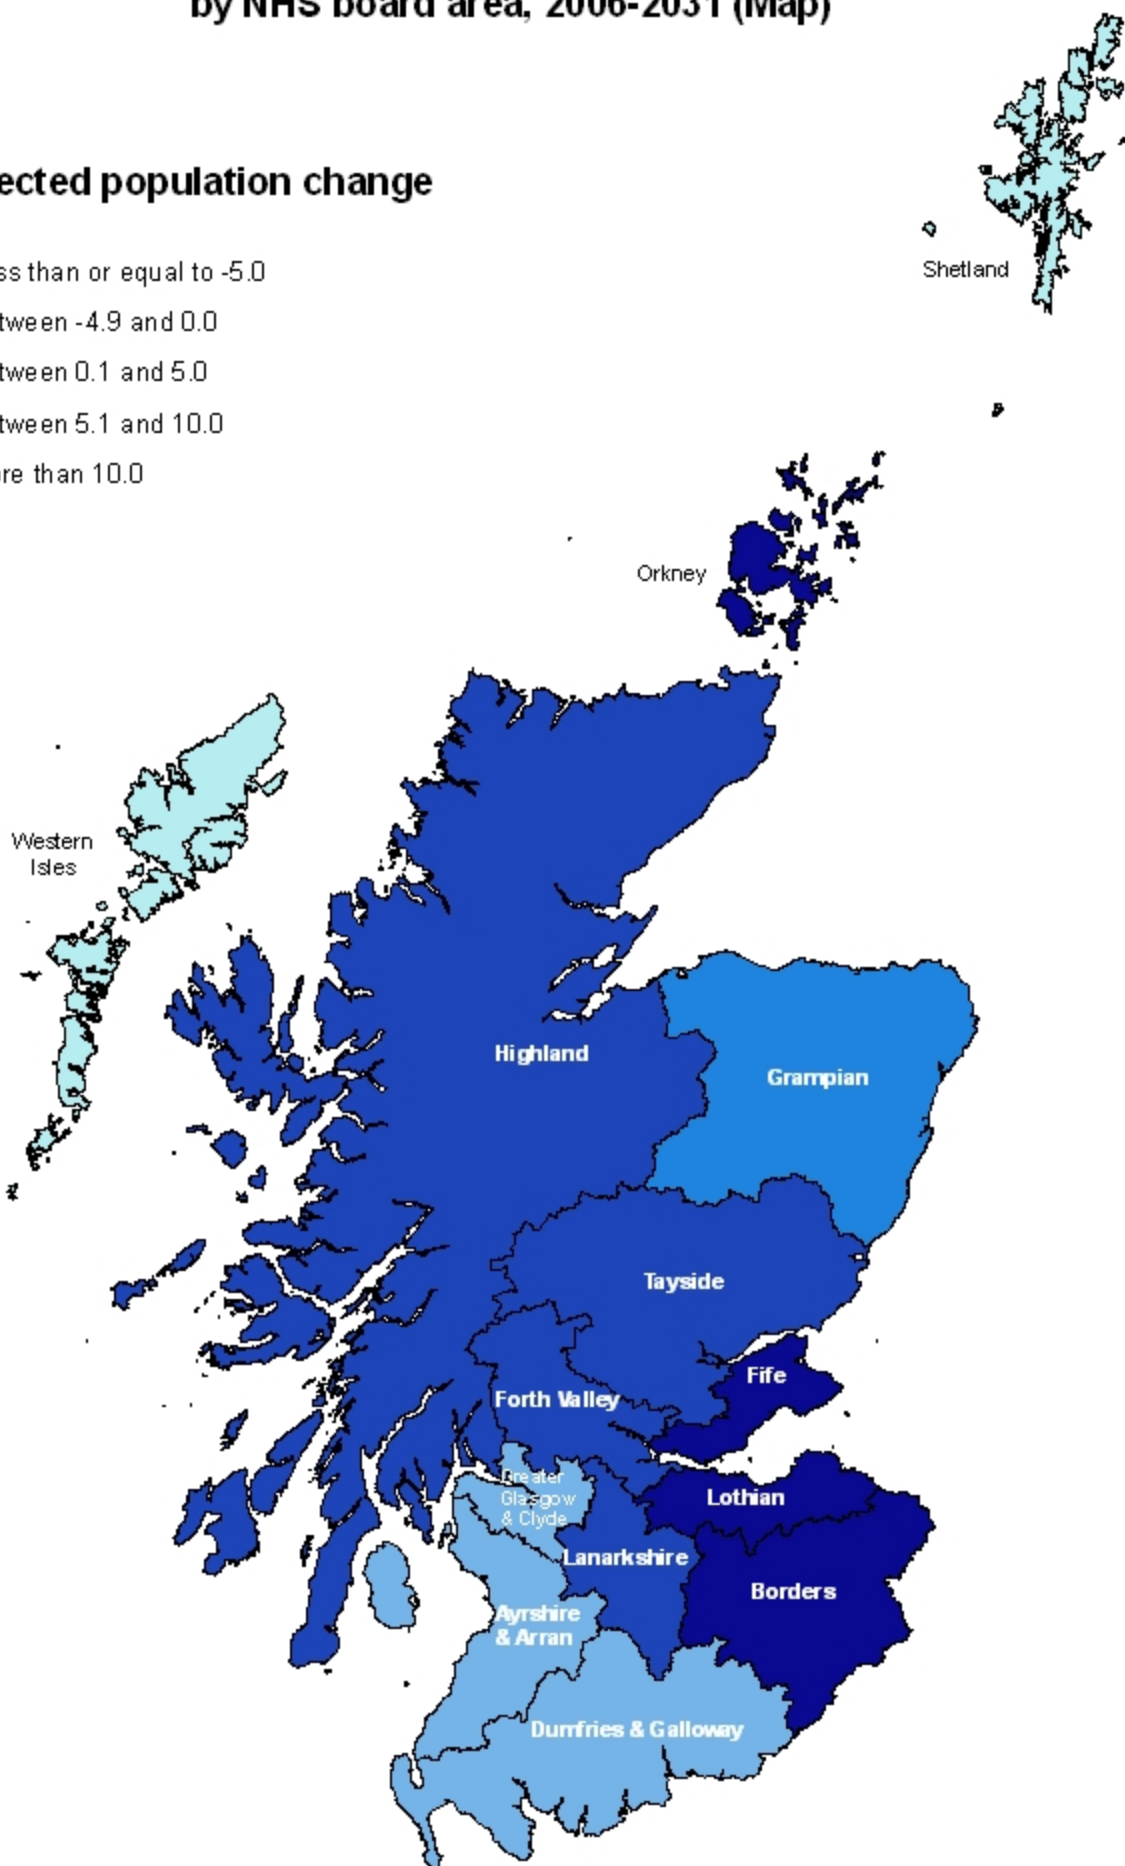 by NHS board area, 2006-2031 (Map)
ected population change
ss than or equal to -5.0
tween -4.9 and 0.0
tween 0.1 and 5.0
tween 5.1 and 10.0
re than 10.0
Shetland
Orkney
Western
Isles
Highland
Grampian
Tayside
Fife
Forth Valley
Greater
Glasgow
& Clyde
Lothian
Lanarkshire
Borders
Ayrshire
& Arran
Dumfries & Galloway